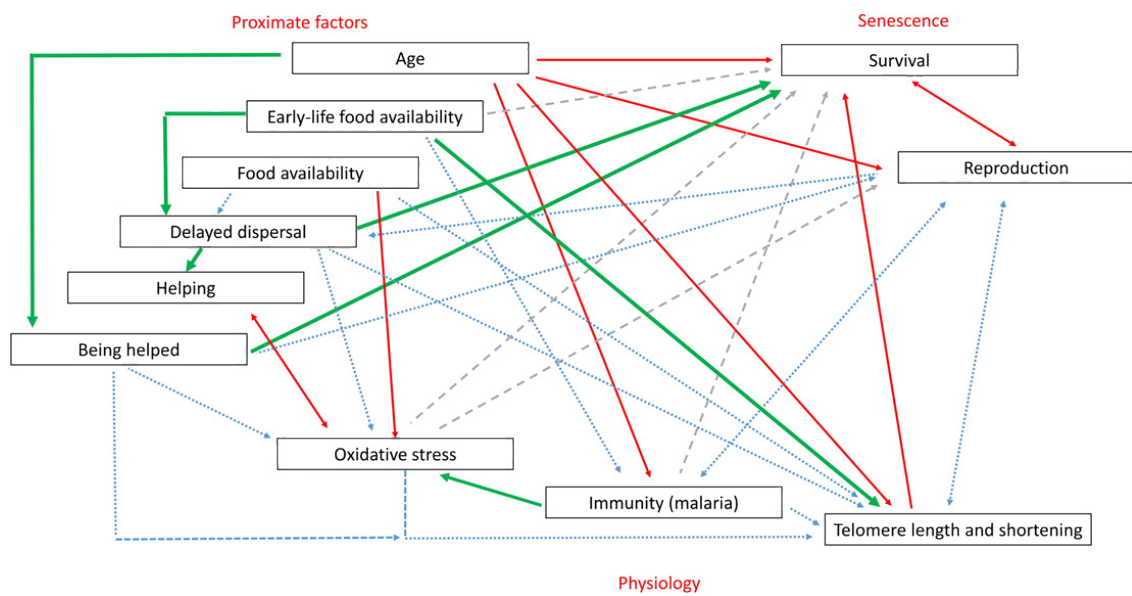 Proximate factors
Senescence
Age
Survival
Early-life food availability
Food availability
Reproduction
Delayed dispersal
Helping
Being helped
Oxidative stress
Immunity (malaria)
Telomere length and shortening
Physiology